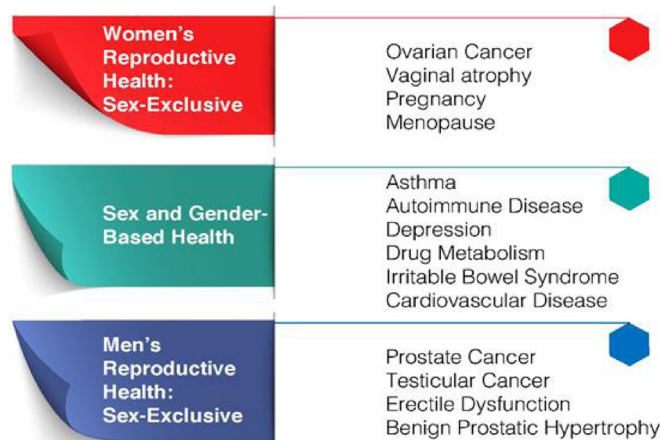 Women's
Reproductive
Health:
Sex-Exclusive
Ovarian Cancer
Vaginal atrophy
Pregnancy
Menopause
Sex and Gender-
Based Health
Asthma
Autoimmune Disease
Depression
Drug Metabolism
Irritable Bowel Syndrome
Cardiovascular Disease
Men's
Reproductive
Health:
Sex-Exclusive
Prostate Cancer
Testicular Cancer
Erectile Dysfunction
Benign Prostatic Hypertrophy